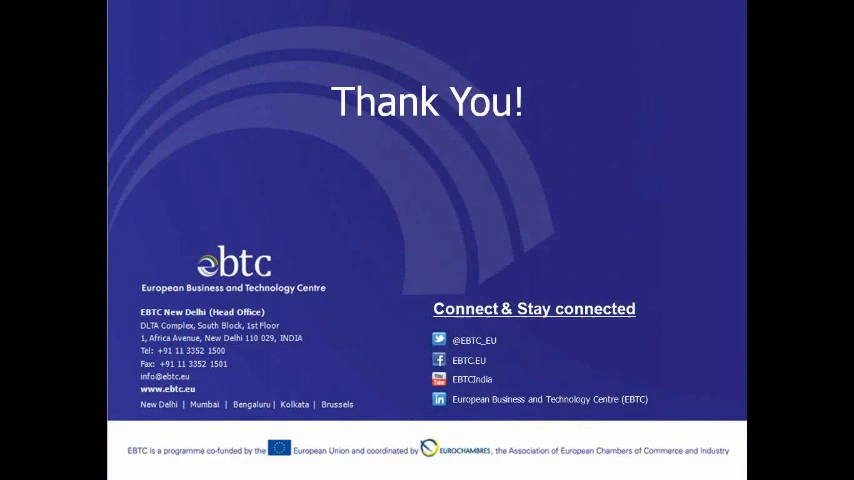 Thank You!
ebtc
European Business and Technology Centre
EBTC New Delhi (Head Office)
DLTA Complex, South Block, 1st Floor
1, Africa Avenue, New Delhi 110 029, INDIA
Tel: +91 11 3352 1500
Fax: +91 11 3352 1501
info@ebtc.eu
www.ebtc.eu
New Delhi | Mumbai | Bengaluru | Kolkata | Brussels
Connect & Stay connected
@EBTC_EU
EBTC.EU
You Tube EBTCIndia
in European Business and Technology Centre (EBTC)
EBTC is a programme co-funded by the European Union and coordinated by EUROCHAMBRES, the Association of European Chambers of Commerce and Industry